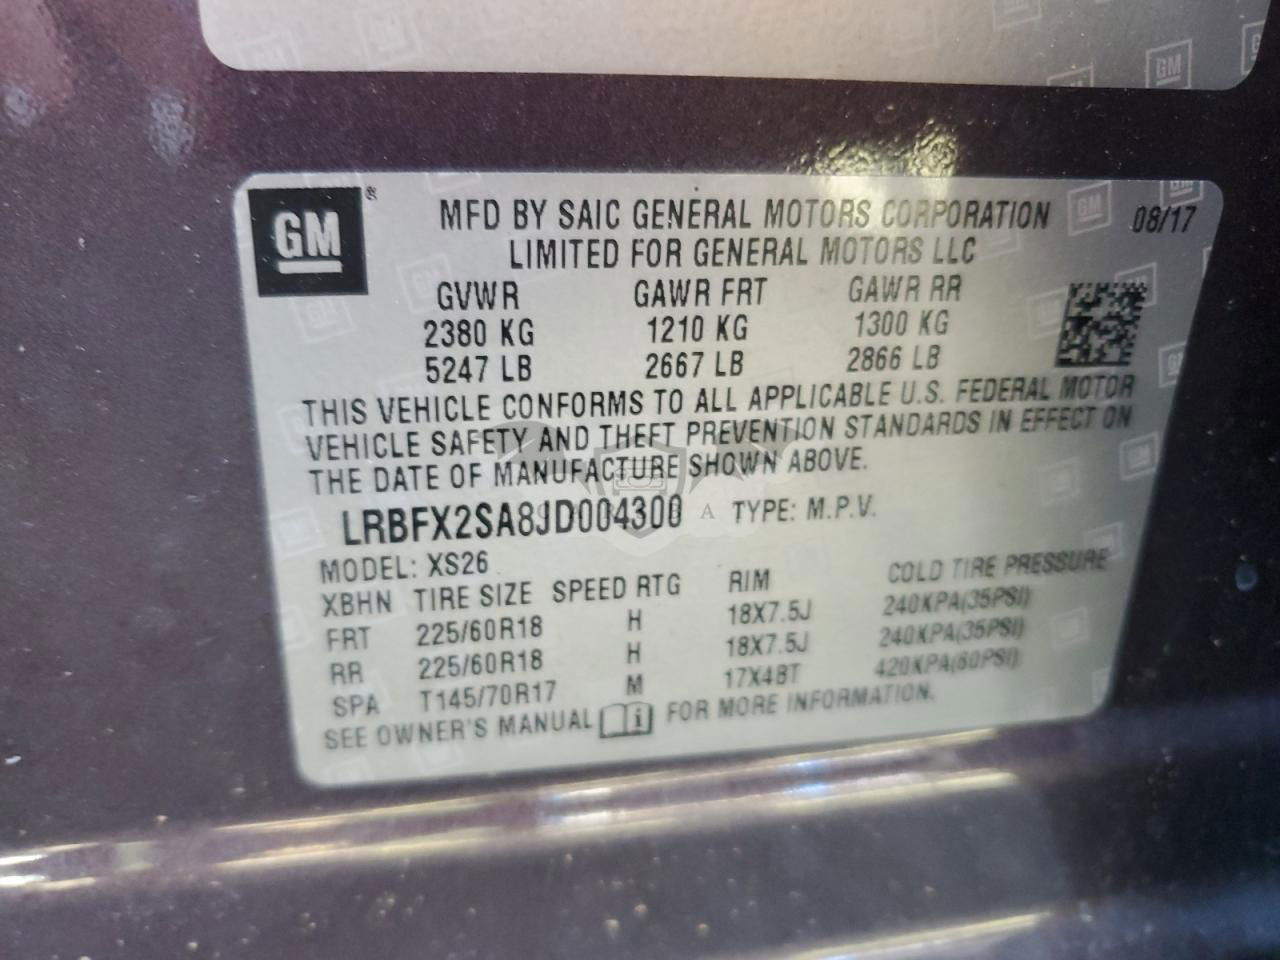 GM
GM ®
MFD BY SAIC GENERAL MOTORS CORPORATION 08/17
LIMITED FOR GENERAL MOTORS LLC
GVWR GAWR FRT GAWR RR
2380 KG 1210 KG 1300 KG
5247 LB 2667 LB 2866 LB
THIS VEHICLE CONFORMS TO ALL APPLICABLE U.S. FEDERAL MOTOR
VEHICLE SAFETY AND THEFT PREVENTION STANDARDS IN EFFECT ON
THE DATE OF MANUFACTURE SHOWN ABOVE.
LRBFX2SA8JD004300 TYPE: M.P.V.
MODEL: XS26
XBHN TIRE SIZE SPEED RTG RIM COLD TIRE PRESSURE
FRT 225/60R18 H 18X7.5J 240KPA(35PSI)
RR 225/60R18 H 18X7.5J 240KPA(35PSI)
SPA T145/70R17 M 17X4BT 420KPA(60PSI)
SEE OWNER'S MANUAL i FOR MORE INFORMATION.